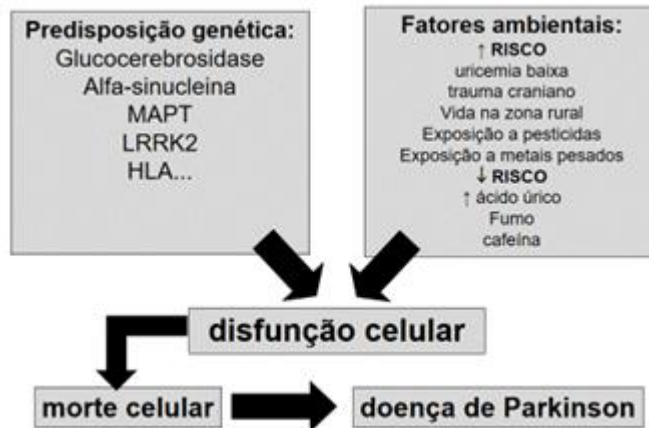 Predisposição genética:
Glucocerebrosidase
Alfa-sinucleina
MAPT
LRRK2
HLA...
Fatores ambientais:
↑ RISCO
uricemia baixa
trauma craniano
Vida na zona rural
Exposição a pesticidas
Exposição a metais pesados
↓ RISCO
↑ ácido úrico
Fumo
cafeína
disfunção celular
morte celular
doença de Parkinson